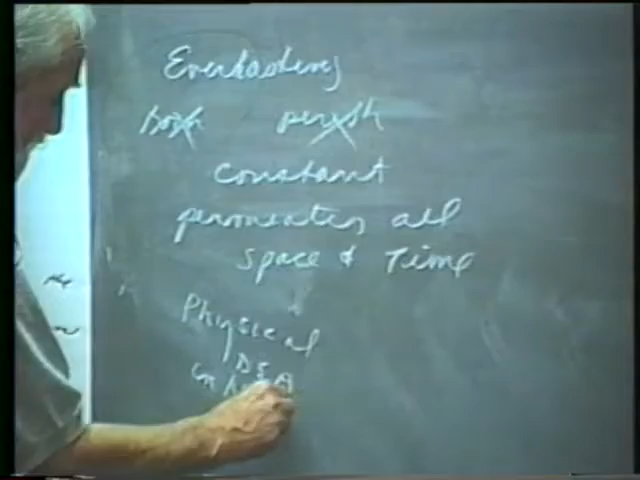 Everlasting
born perish
constant
permeates all
space & Time
Physical